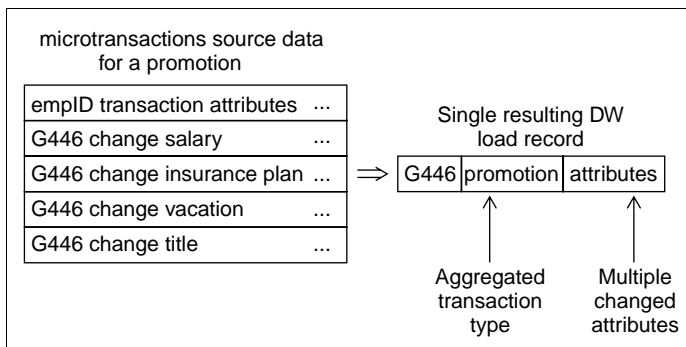 microtransactions source data
for a promotion
empID transaction attributes ...
G446 change salary ...
G446 change insurance plan ...
G446 change vacation ...
G446 change title ...
Single resulting DW
load record
⇒ G446 promotion attributes
Aggregated
transaction
type
Multiple
changed
attributes